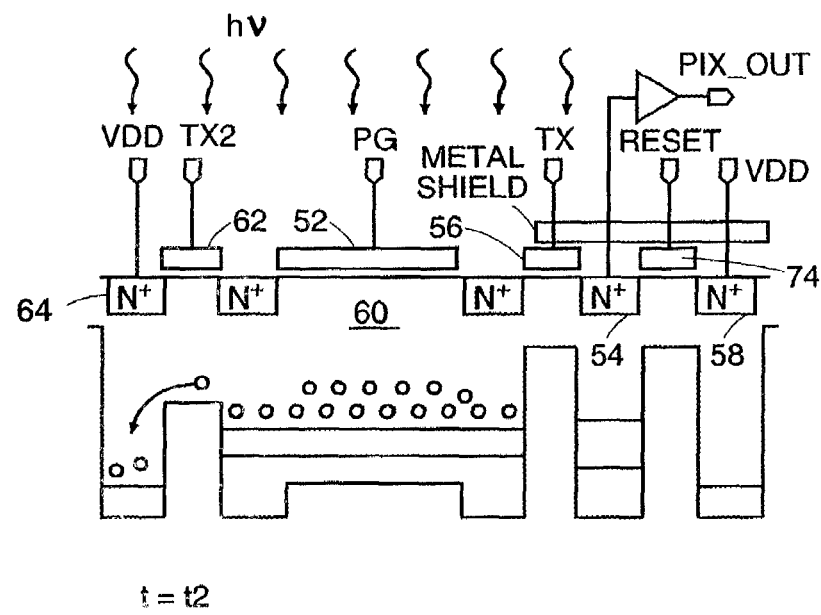 hν
PIX_OUT
VDD TX2 PG TX RESET
METAL
SHIELD
VDD
62 52 56
74
64 N+ N+ N+ N+ N+
60
54 58
t = t2